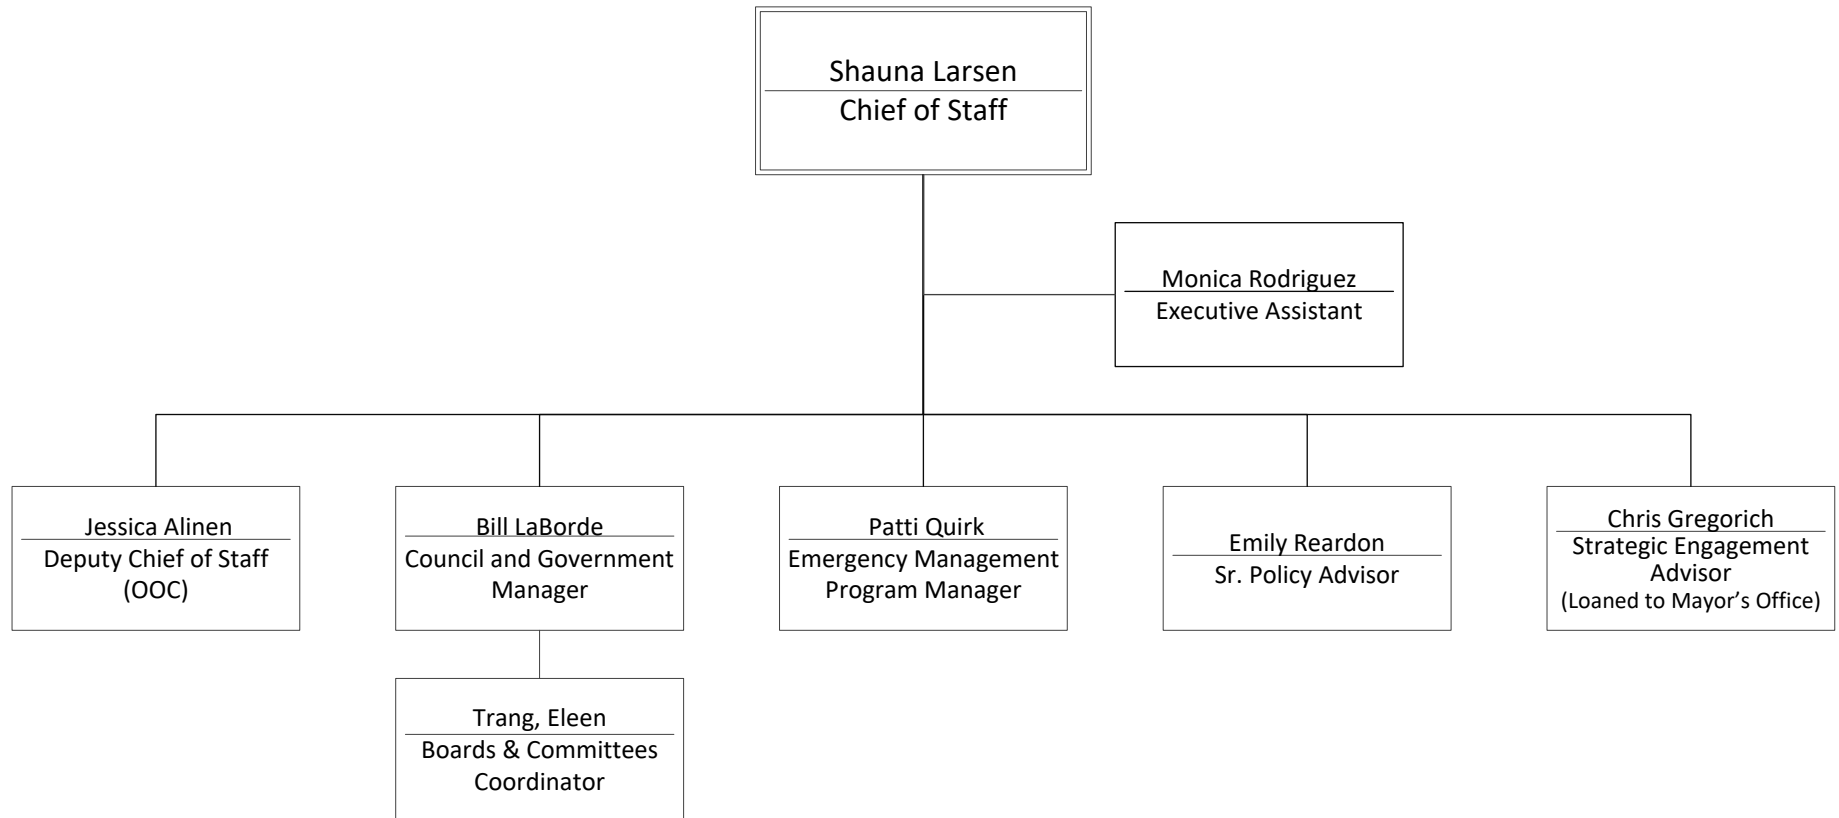 Shauna Larsen
Chief of Staff
Monica Rodriguez
Executive Assistant
Jessica Alinen
Deputy Chief of Staff
(OOC)
Bill LaBorde
Council and Government
Manager
Patti Quirk
Emergency Management
Program Manager
Emily Reardon
Sr. Policy Advisor
Chris Gregorich
Strategic Engagement
Advisor
(Loaned to Mayor’s Office)
Trang, Eleen
Boards & Committees
Coordinator